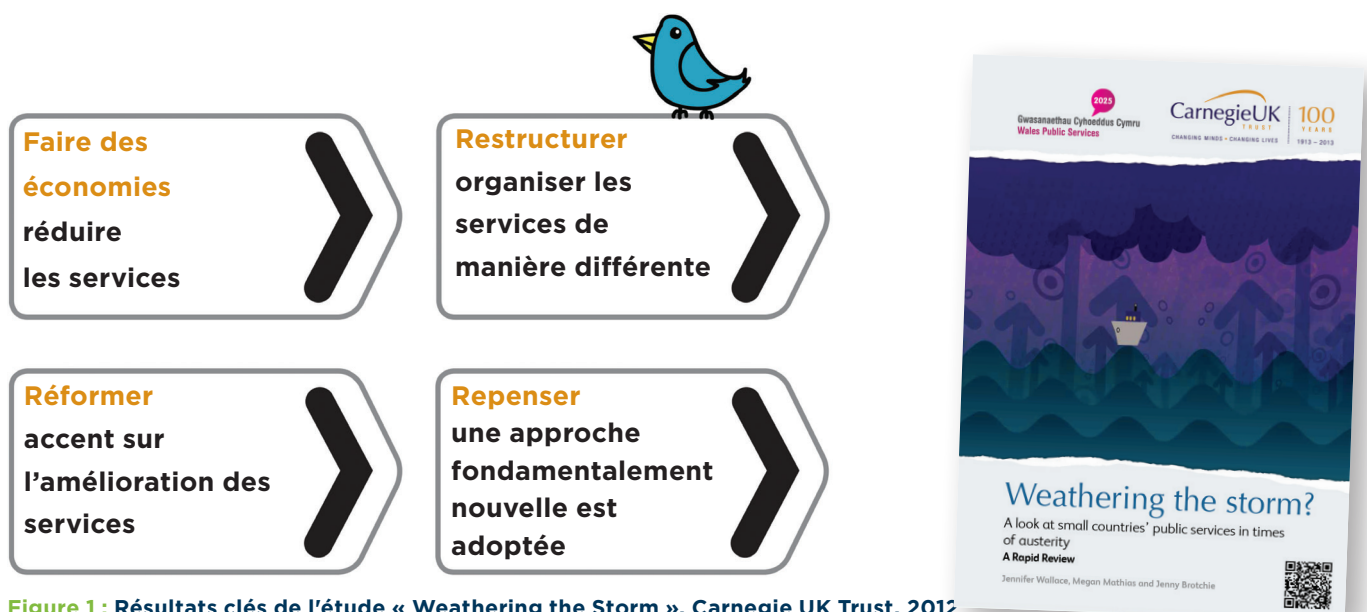 Faire des
économies
réduire
les services
Restructurer
organiser les
services de
manière différente
Réformer
accent sur
l'amélioration des
services
Repenser
une approche
fondamentalement
nouvelle est
adoptée
Figure 1 : Résultats clés de l'étude « Weathering the Storm », Carnegie UK Trust, 2012
2025
Gwasanaethau Cyhoeddus Cymru
Wales Public Services
CarnegieUK
TRUST
CHANGING MINDS • CHANGING LIVES
100
YEARS
1913 – 2013
Weathering the storm?
A look at small countries' public services in times
of austerity
A Rapid Review
Jennifer Wallace, Megan Mathias and Jenny Brotchie